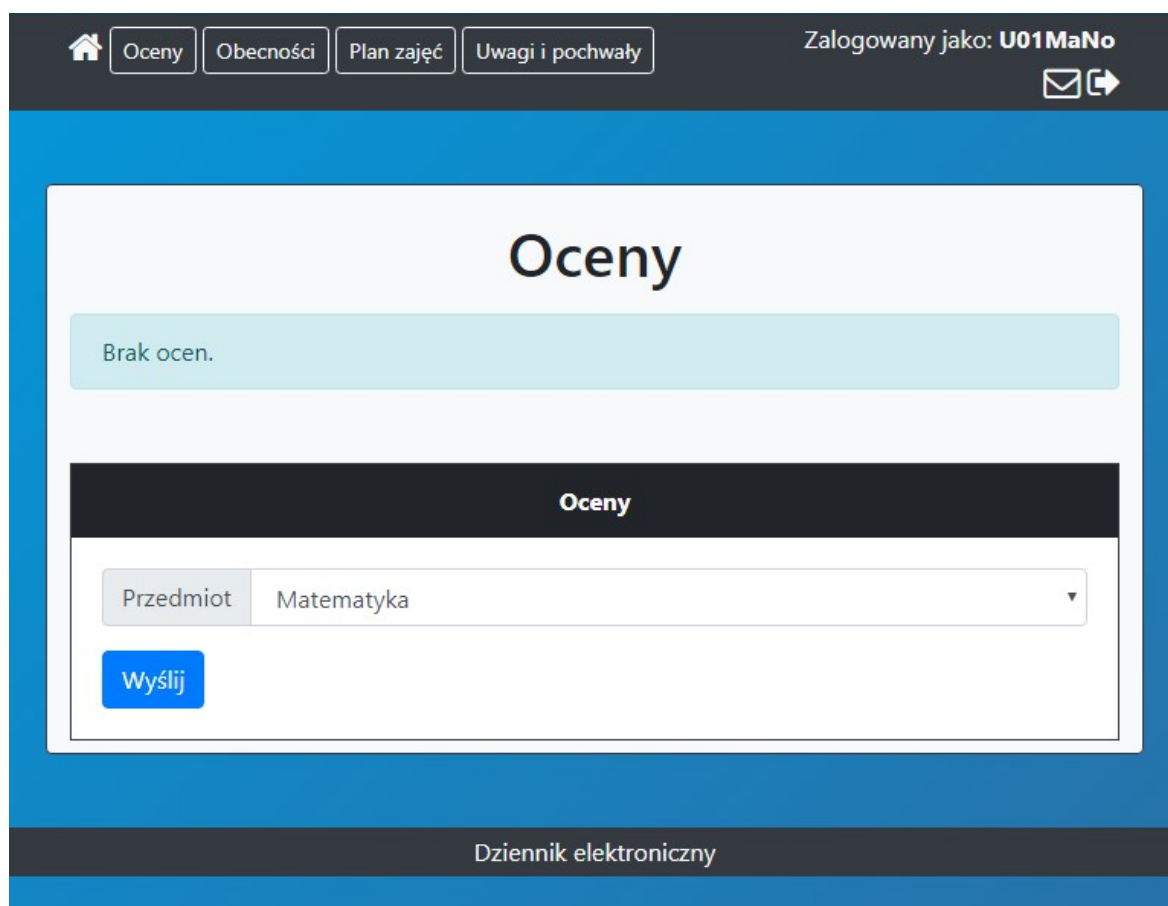 Oceny Obecności Plan zajęć Uwagi i pochwały Zalogowany jako: U01MaNo
Oceny
Brak ocen.
Oceny
Przedmiot Matematyka
Wyślij
Dziennik elektroniczny